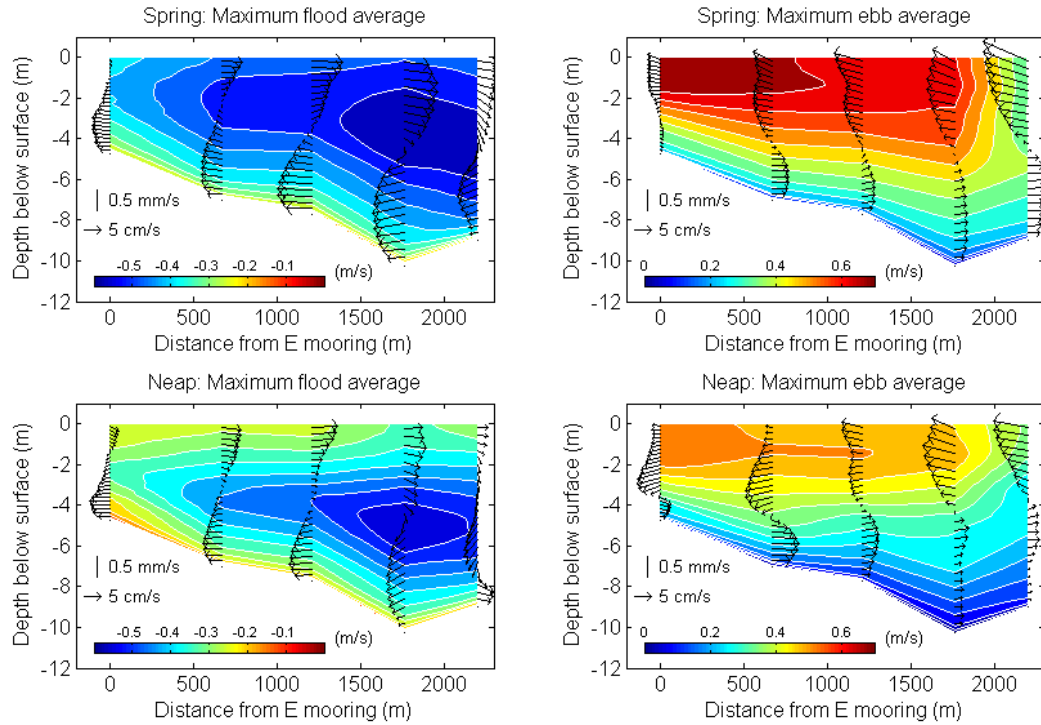 Spring: Maximum flood average
0
-2
-4
-6
-8
-10
-12
Depth below surface (m)
0.5 mm/s
5 cm/s
-0.5 -0.4 -0.3 -0.2 -0.1 (m/s)
0 500 1000 1500 2000
Distance from E mooring (m)
Spring: Maximum ebb average
0
-2
-4
-6
-8
-10
-12
Depth below surface (m)
0.5 mm/s
5 cm/s
0 0.2 0.4 0.6 (m/s)
0 500 1000 1500 2000
Distance from E mooring (m)
Neap: Maximum flood average
0
-2
-4
-6
-8
-10
-12
Depth below surface (m)
0.5 mm/s
5 cm/s
-0.5 -0.4 -0.3 -0.2 -0.1 (m/s)
0 500 1000 1500 2000
Distance from E mooring (m)
Neap: Maximum ebb average
0
-2
-4
-6
-8
-10
-12
Depth below surface (m)
0.5 mm/s
5 cm/s
0 0.2 0.4 0.6 (m/s)
0 500 1000 1500 2000
Distance from E mooring (m)